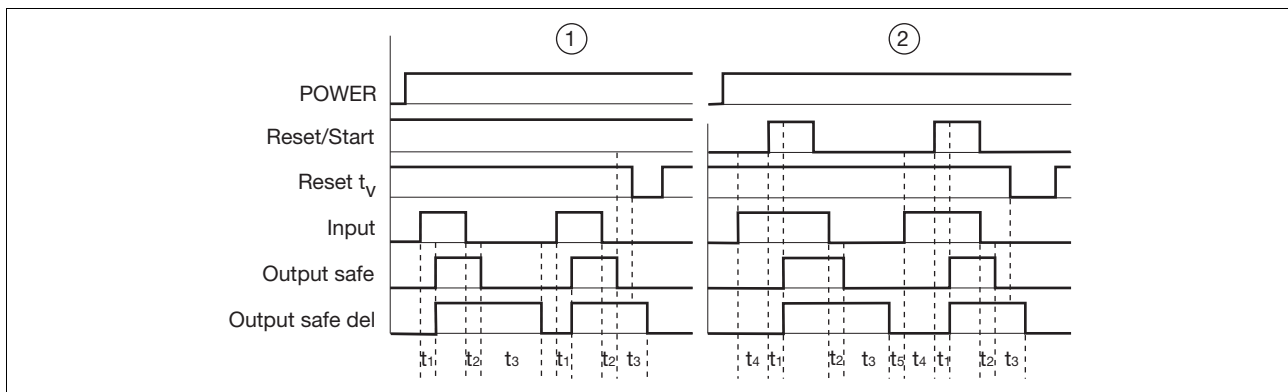 ① ②
POWER
Reset/Start
Reset tV
Input
Output safe
Output safe del
t1 t2 t3 t1 t2 t3 t4 t1 t2 t3 t5 t4 t1 t2 t3